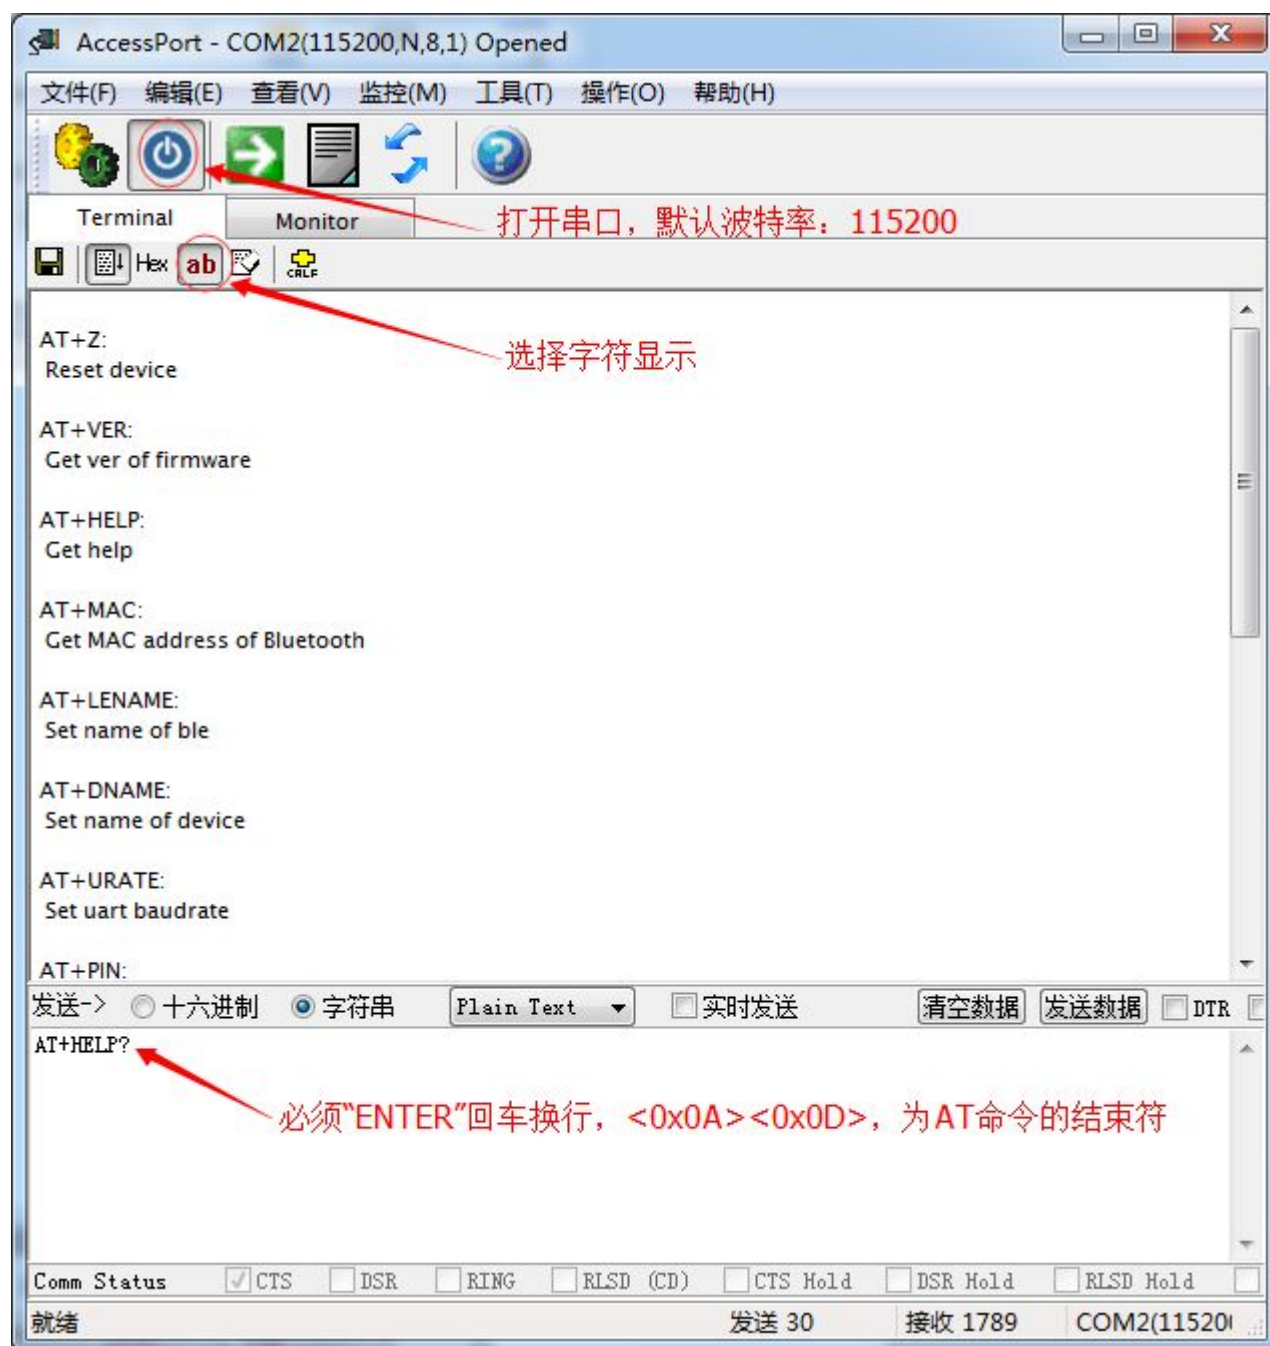 AccessPort - COM2(115200,N,8,1) Opened
文件(F) 编辑(E) 查看(V) 监控(M) 工具(T) 操作(O) 帮助(H)
Terminal Monitor
打开串口，默认波特率：115200
Hex ab CRLF
选择字符显示
AT+Z:
Reset device
AT+VER:
Get ver of firmware
AT+HELP:
Get help
AT+MAC:
Get MAC address of Bluetooth
AT+LENAME:
Set name of ble
AT+DNAME:
Set name of device
AT+URATE:
Set uart baudrate
AT+PIN:
发送-> 十六进制 字符串 Plain Text 实时发送 清空数据 发送数据 DTR
AT+HELP?
必须"ENTER"回车换行，<0x0A><0x0D>，为AT命令的结束符
Comm Status CTS DSR RING RLSD (CD) CTS Hold DSR Hold RLSD Hold
就绪 发送 30 接收 1789 COM2(11520